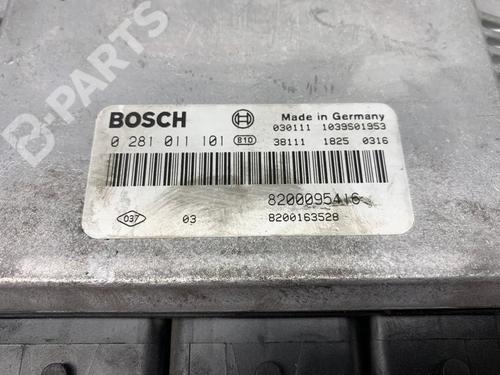 BOSCH Made in Germany
030111 1039S01953
0 281 011 101 810 38111 1825 0316
8200095416
037 03 8200163528
B-PARTS